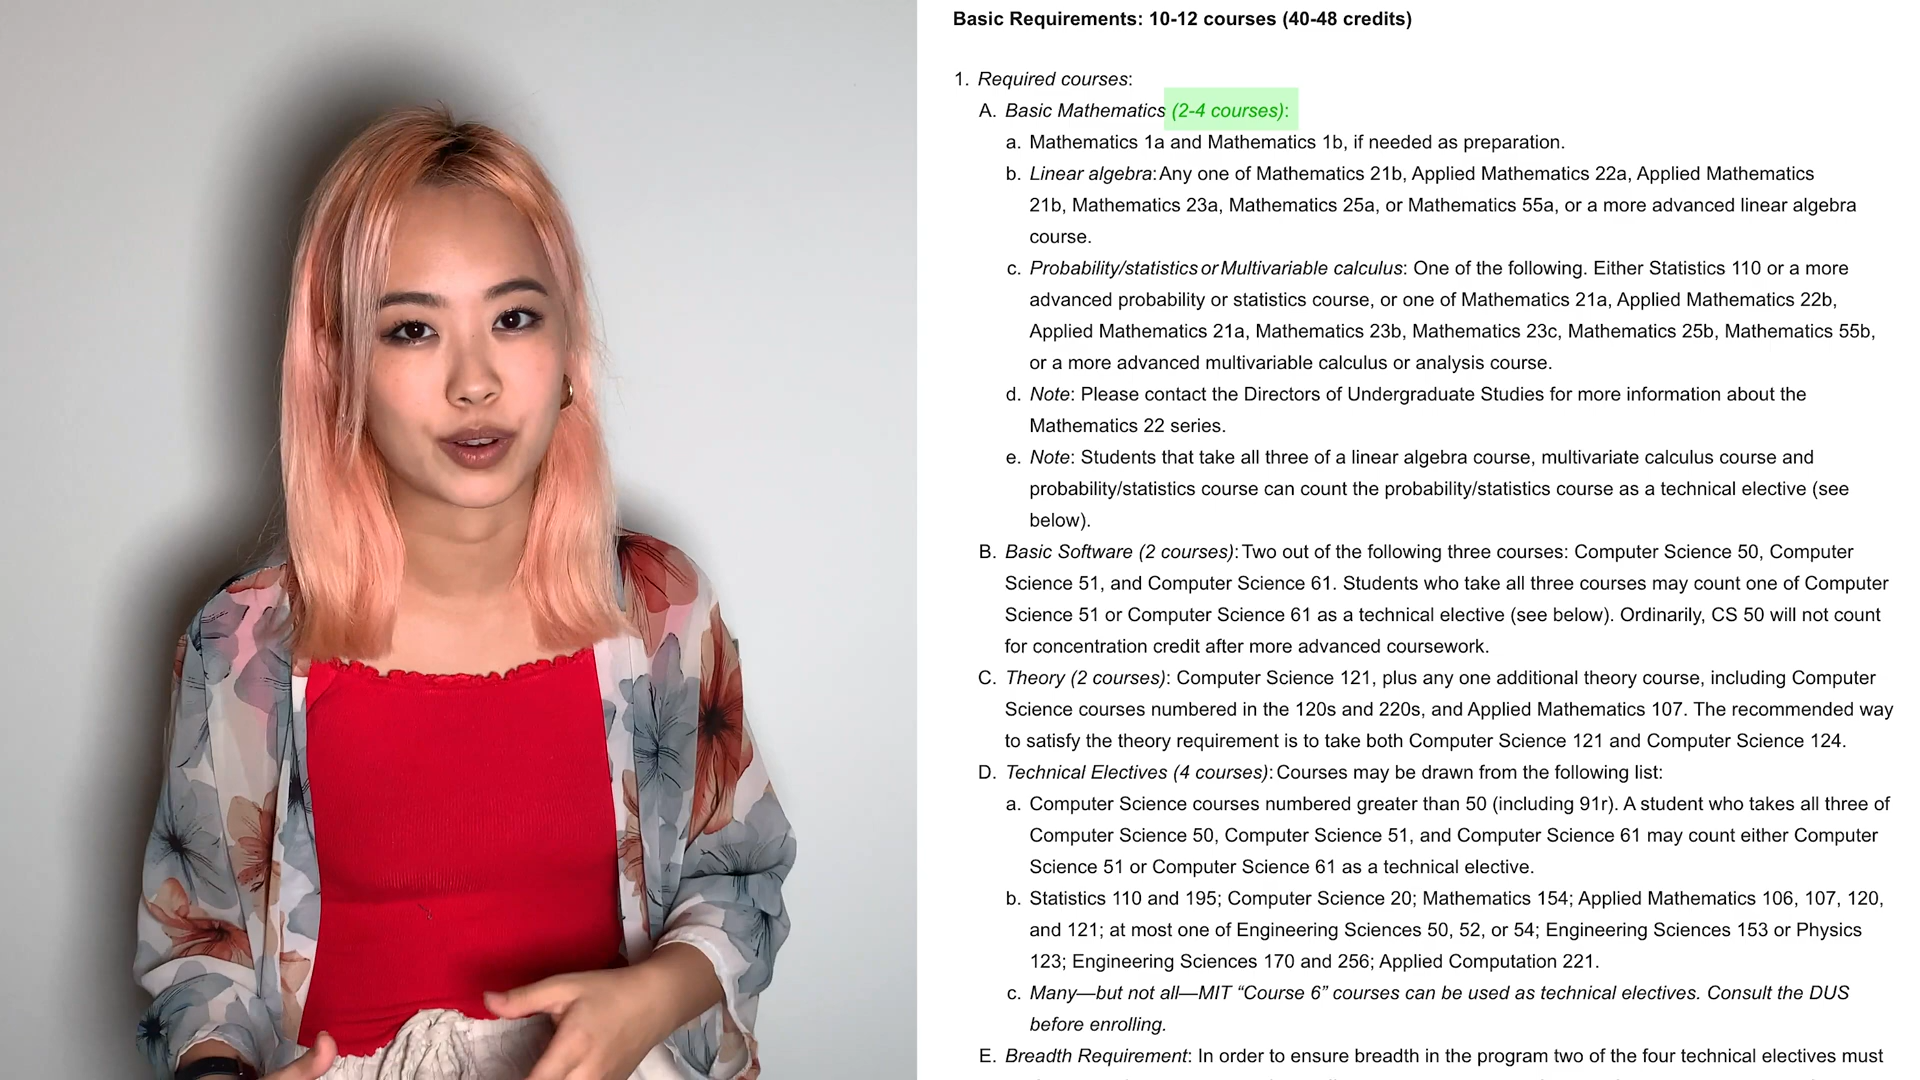 Basic Requirements: 10-12 courses (40-48 credits)
1. Required courses:
A. Basic Mathematics (2-4 courses):
a. Mathematics 1a and Mathematics 1b, if needed as preparation.
b. Linear algebra: Any one of Mathematics 21b, Applied Mathematics 22a, Applied Mathematics
21b, Mathematics 23a, Mathematics 25a, or Mathematics 55a, or a more advanced linear algebra
course.
c. Probability/statistics or Multivariable calculus: One of the following. Either Statistics 110 or a more
advanced probability or statistics course, or one of Mathematics 21a, Applied Mathematics 22b,
Applied Mathematics 21a, Mathematics 23b, Mathematics 23c, Mathematics 25b, Mathematics 55b,
or a more advanced multivariable calculus or analysis course.
d. Note: Please contact the Directors of Undergraduate Studies for more information about the
Mathematics 22 series.
e. Note: Students that take all three of a linear algebra course, multivariate calculus course and
probability/statistics course can count the probability/statistics course as a technical elective (see
below).
B. Basic Software (2 courses): Two out of the following three courses: Computer Science 50, Computer
Science 51, and Computer Science 61. Students who take all three courses may count one of Computer
Science 51 or Computer Science 61 as a technical elective (see below). Ordinarily, CS 50 will not count
for concentration credit after more advanced coursework.
C. Theory (2 courses): Computer Science 121, plus any one additional theory course, including Computer
Science courses numbered in the 120s and 220s, and Applied Mathematics 107. The recommended way
to satisfy the theory requirement is to take both Computer Science 121 and Computer Science 124.
D. Technical Electives (4 courses): Courses may be drawn from the following list:
a. Computer Science courses numbered greater than 50 (including 91r). A student who takes all three of
Computer Science 50, Computer Science 51, and Computer Science 61 may count either Computer
Science 51 or Computer Science 61 as a technical elective.
b. Statistics 110 and 195; Computer Science 20; Mathematics 154; Applied Mathematics 106, 107, 120,
and 121; at most one of Engineering Sciences 50, 52, or 54; Engineering Sciences 153 or Physics
123; Engineering Sciences 170 and 256; Applied Computation 221.
c. Many—but not all—MIT “Course 6” courses can be used as technical electives. Consult the DUS
before enrolling.
E. Breadth Requirement: In order to ensure breadth in the program two of the four technical electives must